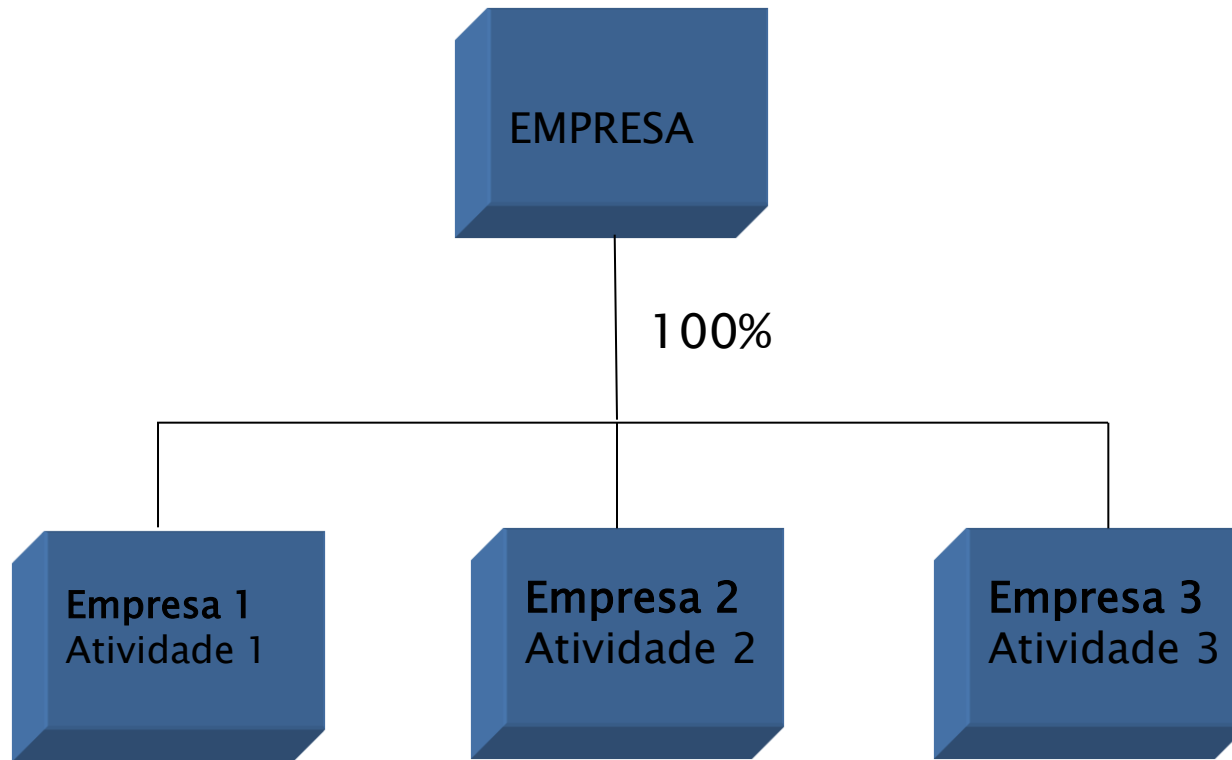 EMPRESA
100%
Empresa 1
Atividade 1
Empresa 2
Atividade 2
Empresa 3
Atividade 3